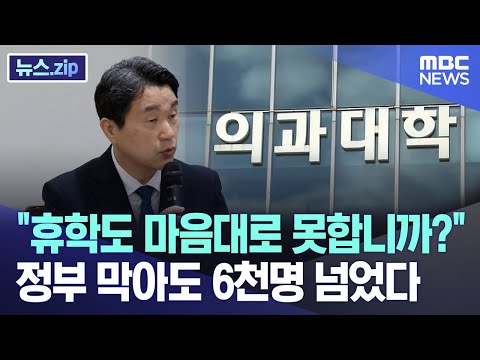 뉴스.zip
MBC
NEWS
의과대학
"휴학도 마음대로 못합니까?"
정부 막아도 6천명 넘었다